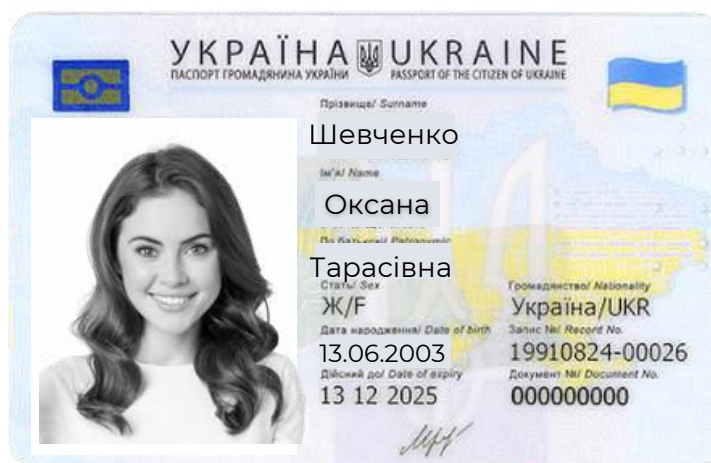 УКРАЇНА UKRAINE
ПАСПОРТ ГРОМАДЯНИНА УКРАЇНИ PASSPORT OF THE CITIZEN OF UKRAINE
Прізвище/ Surname
Шевченко
Ім'я/ Name
Оксана
По батькові/ Patronymic
Тарасівна
Стать/ Sex Громадянство/ Nationality
Ж/F Україна/UKR
Дата народження/ Date of birth Запис №/ Record No.
13.06.2003 19910824-00026
Дійсний до/ Date of expiry Документ №/ Document No.
13 12 2025 000000000